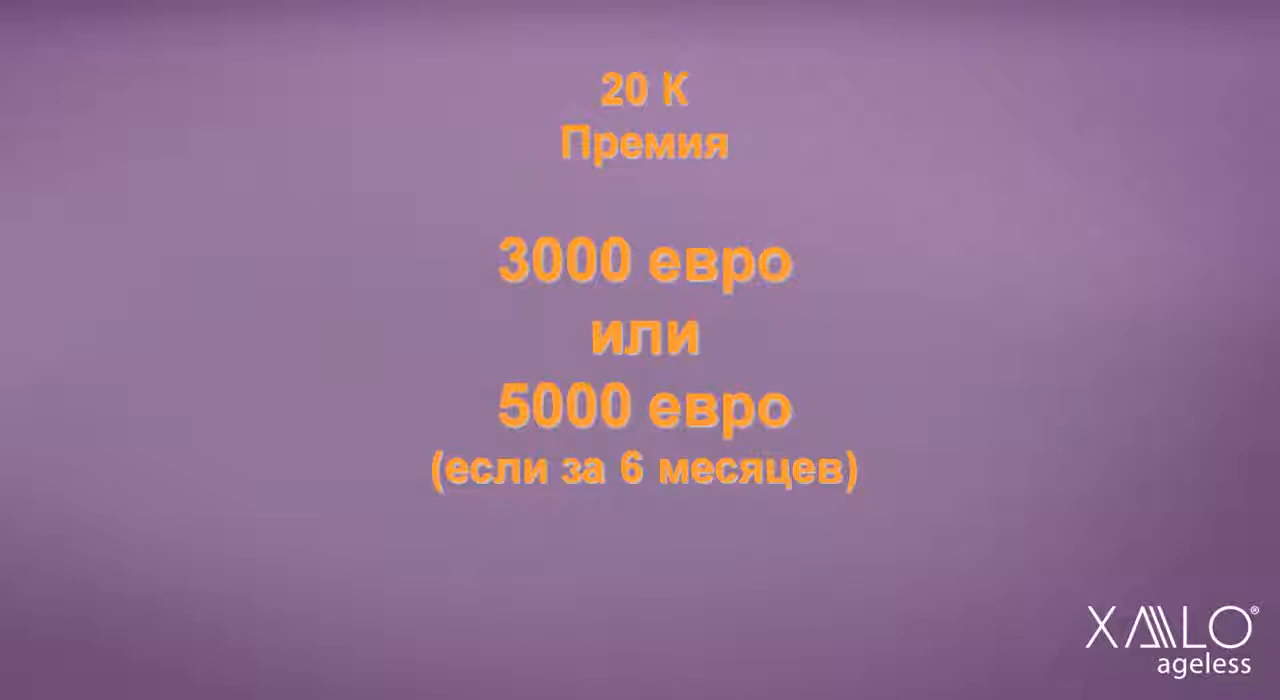 20 К
Премия
3000 евро
или
5000 евро
(если за 6 месяцев)
XALO®
ageless